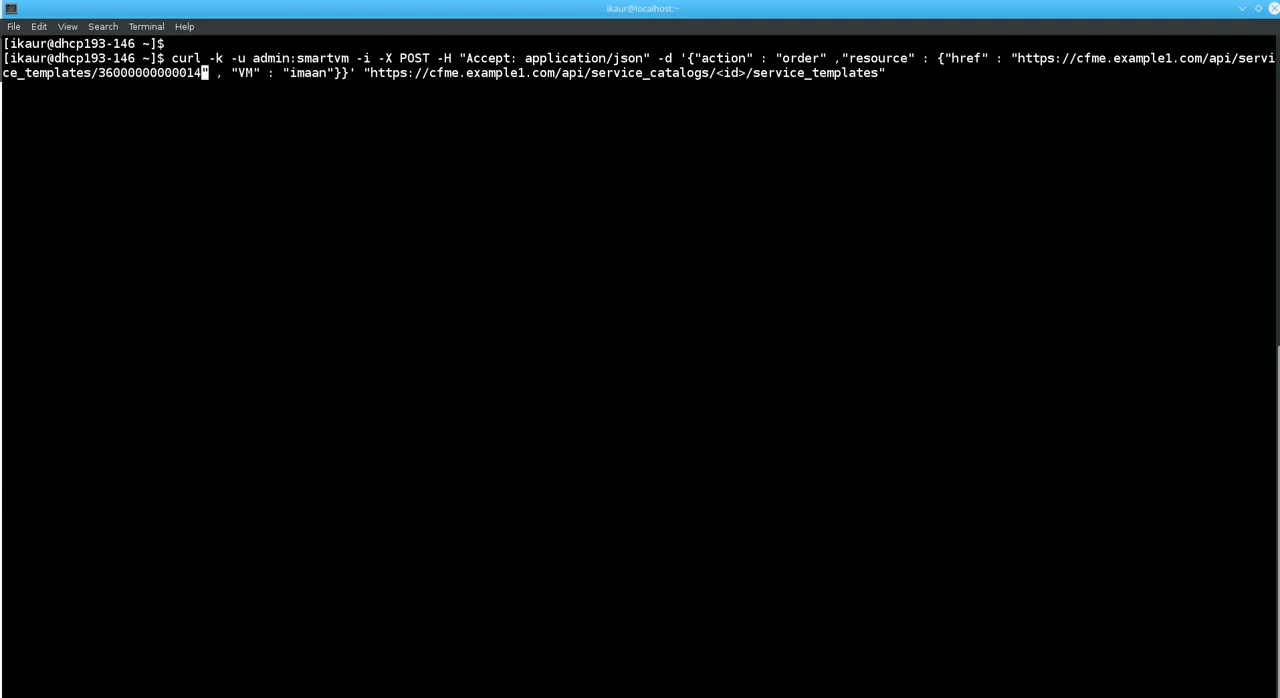 ikaur@localhost:~
File Edit View Search Terminal Help
[ikaur@dhcp193-146 ~]$
[ikaur@dhcp193-146 ~]$ curl -k -u admin:smartvm -i -X POST -H "Accept: application/json" -d '{"action" : "order" ,"resource" : {"href" : "https://cfme.example1.com/api/servi
ce_templates/36000000000014" , "VM" : "imaan"}}' "https://cfme.example1.com/api/service_catalogs/<id>/service_templates"